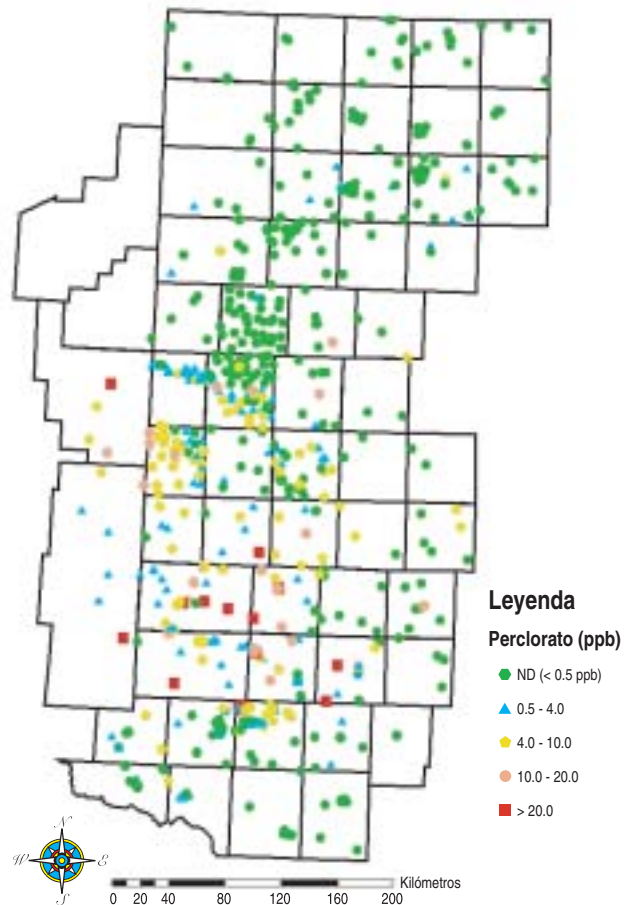 Leyenda
Perclorato (ppb)
ND (< 0.5 ppb)
0.5 - 4.0
4.0 - 10.0
10.0 - 20.0
> 20.0
N
W E
S
Kilómetros
0 20 40 80 120 160 200